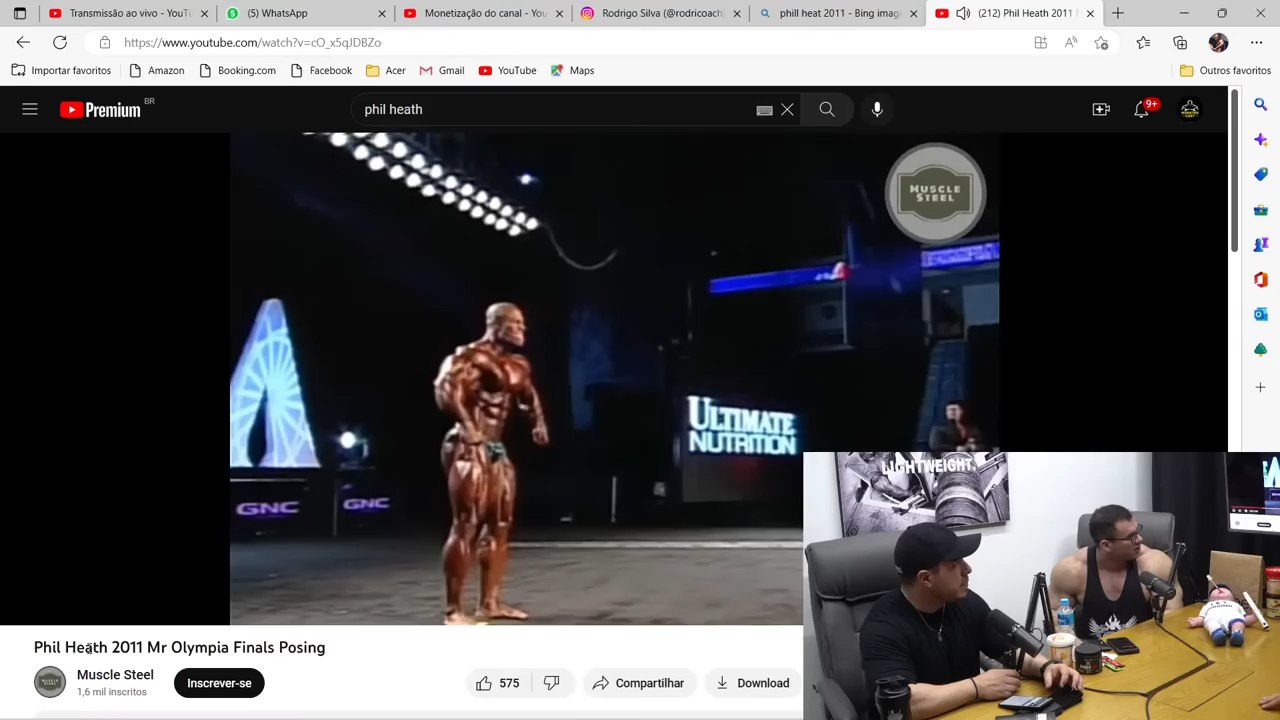 Transmissão ao vivo - YouTu
(5) WhatsApp
Monetização do canal - You
Rodrigo Silva (@rodricoach)
phill heat 2011 - Bing image
(212) Phil Heath 2011
https://www.youtube.com/watch?v=cO_x5qJDBZo
Importar favoritos
Amazon
Booking.com
Facebook
Acer
Gmail
YouTube
Maps
Outros favoritos
Premium BR
phil heath
9+
MUSCLE
STEEL
ULTIMATE
NUTRITION
GNC
GNC
LIGHTWEIGHT.
Phil Heath 2011 Mr Olympia Finals Posing
Muscle Steel
1,6 mil inscritos
Inscrever-se
575
Compartilhar
Download